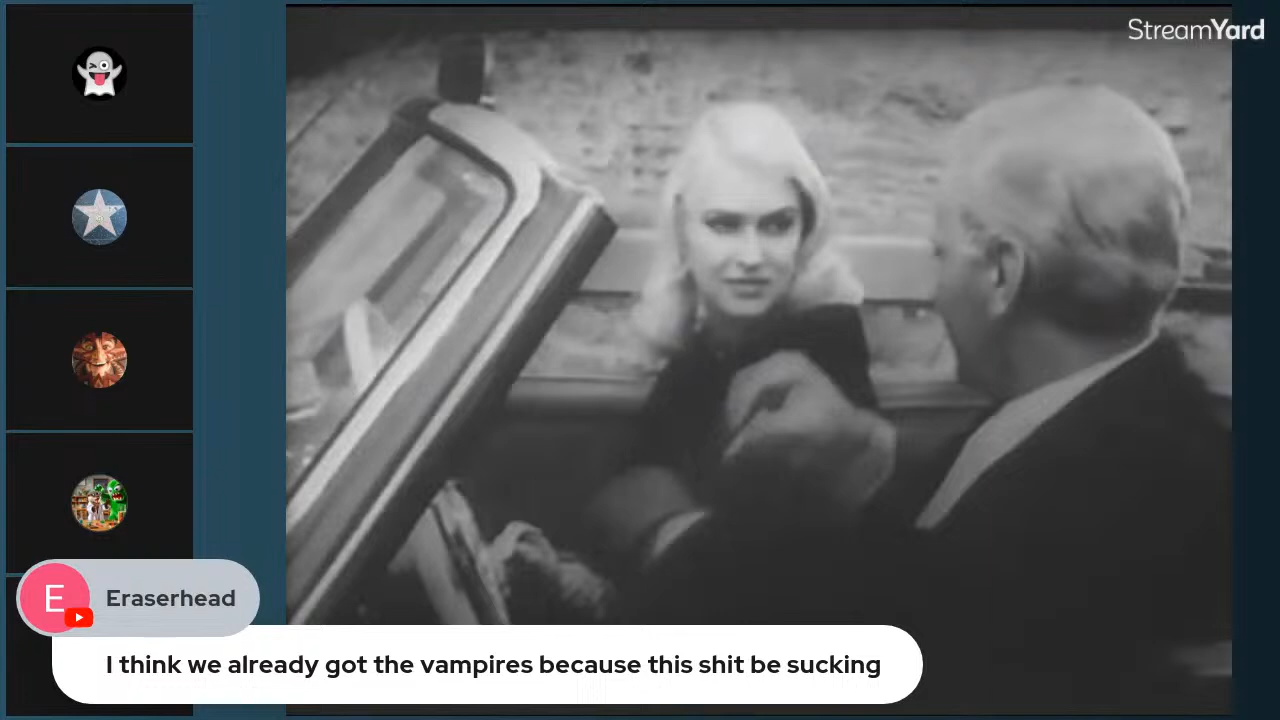 StreamYard
E
Eraserhead
I think we already got the vampires because this shit be sucking